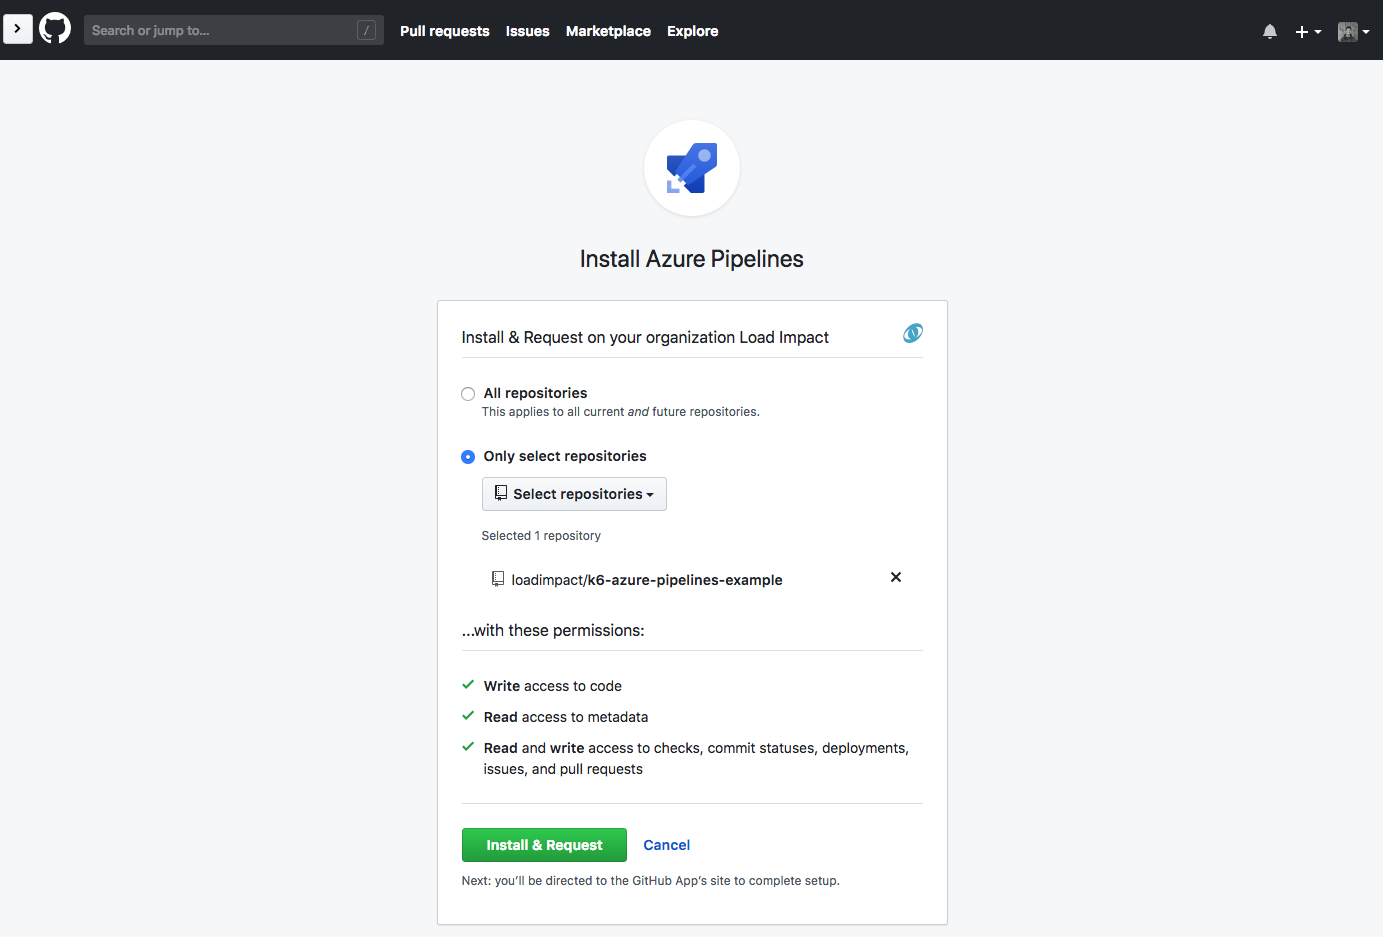 Search or jump to...
/
Pull requests
Issues
Marketplace
Explore
Install Azure Pipelines
Install & Request on your organization Load Impact
All repositories
This applies to all current and future repositories.
Only select repositories
Select repositories
Selected 1 repository
loadimpact/k6-azure-pipelines-example
...with these permissions:
Write access to code
Read access to metadata
Read and write access to checks, commit statuses, deployments,
issues, and pull requests
Install & Request
Cancel
Next: you'll be directed to the GitHub App's site to complete setup.